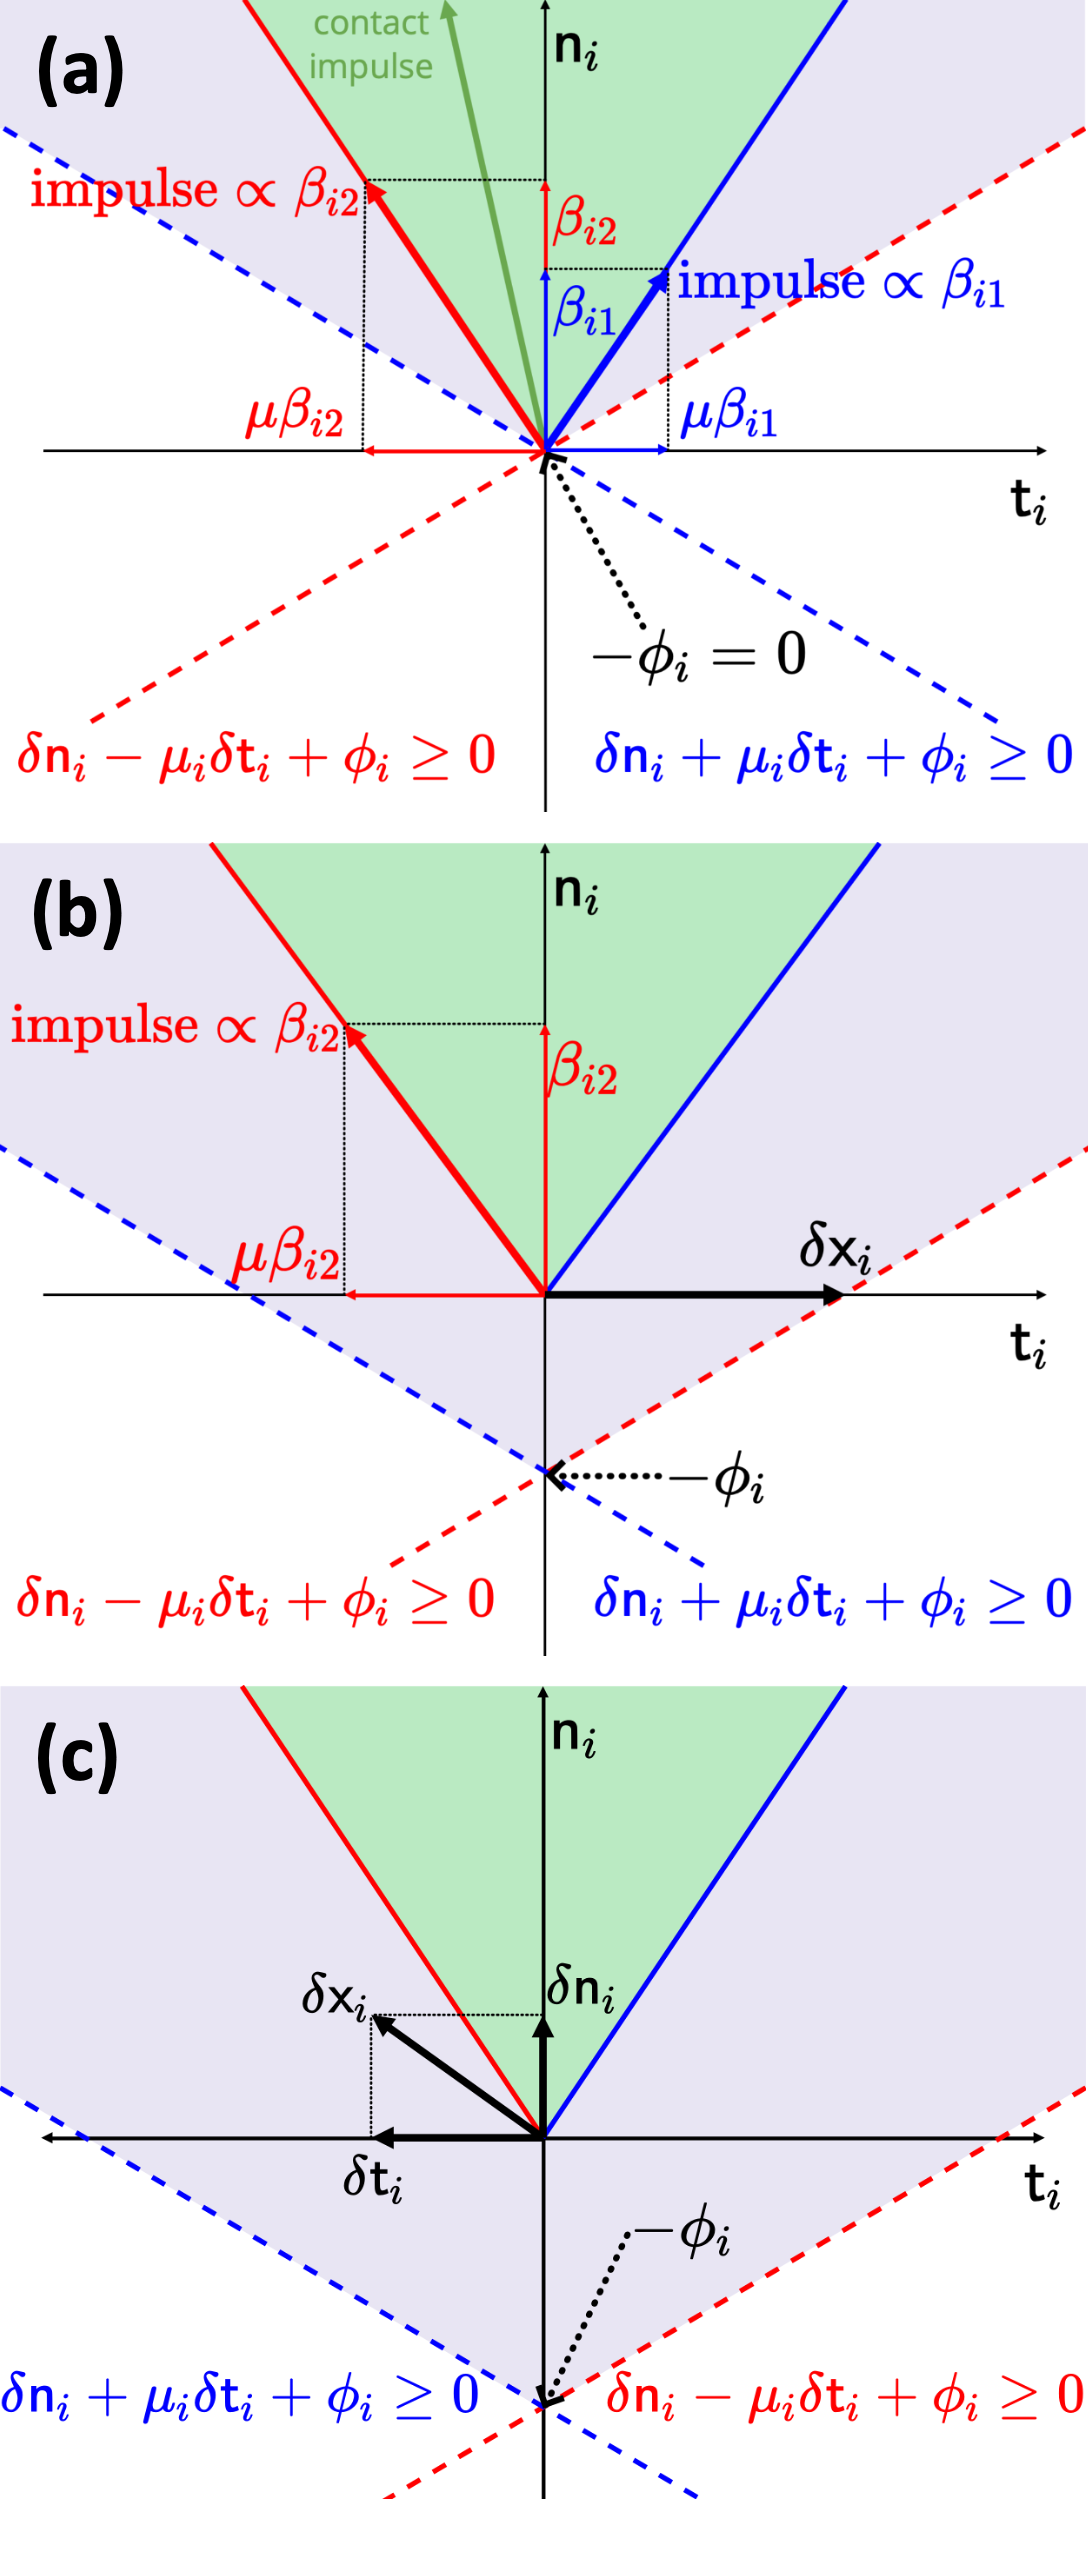 (a)
contact
impulse
nᵢ
impulse ∝ βᵢ₂
βᵢ₂
impulse ∝ βᵢ₁
βᵢ₁
μβᵢ₂
μβᵢ₁
tᵢ
−ϕᵢ = 0
δnᵢ − μᵢδtᵢ + ϕᵢ ≥ 0
δnᵢ + μᵢδtᵢ + ϕᵢ ≥ 0
(b)
nᵢ
impulse ∝ βᵢ₂
βᵢ₂
μβᵢ₂
δxᵢ
tᵢ
−ϕᵢ
δnᵢ − μᵢδtᵢ + ϕᵢ ≥ 0
δnᵢ + μᵢδtᵢ + ϕᵢ ≥ 0
(c)
nᵢ
δxᵢ
δnᵢ
δtᵢ
tᵢ
−ϕᵢ
δnᵢ + μᵢδtᵢ + ϕᵢ ≥ 0
δnᵢ − μᵢδtᵢ + ϕᵢ ≥ 0